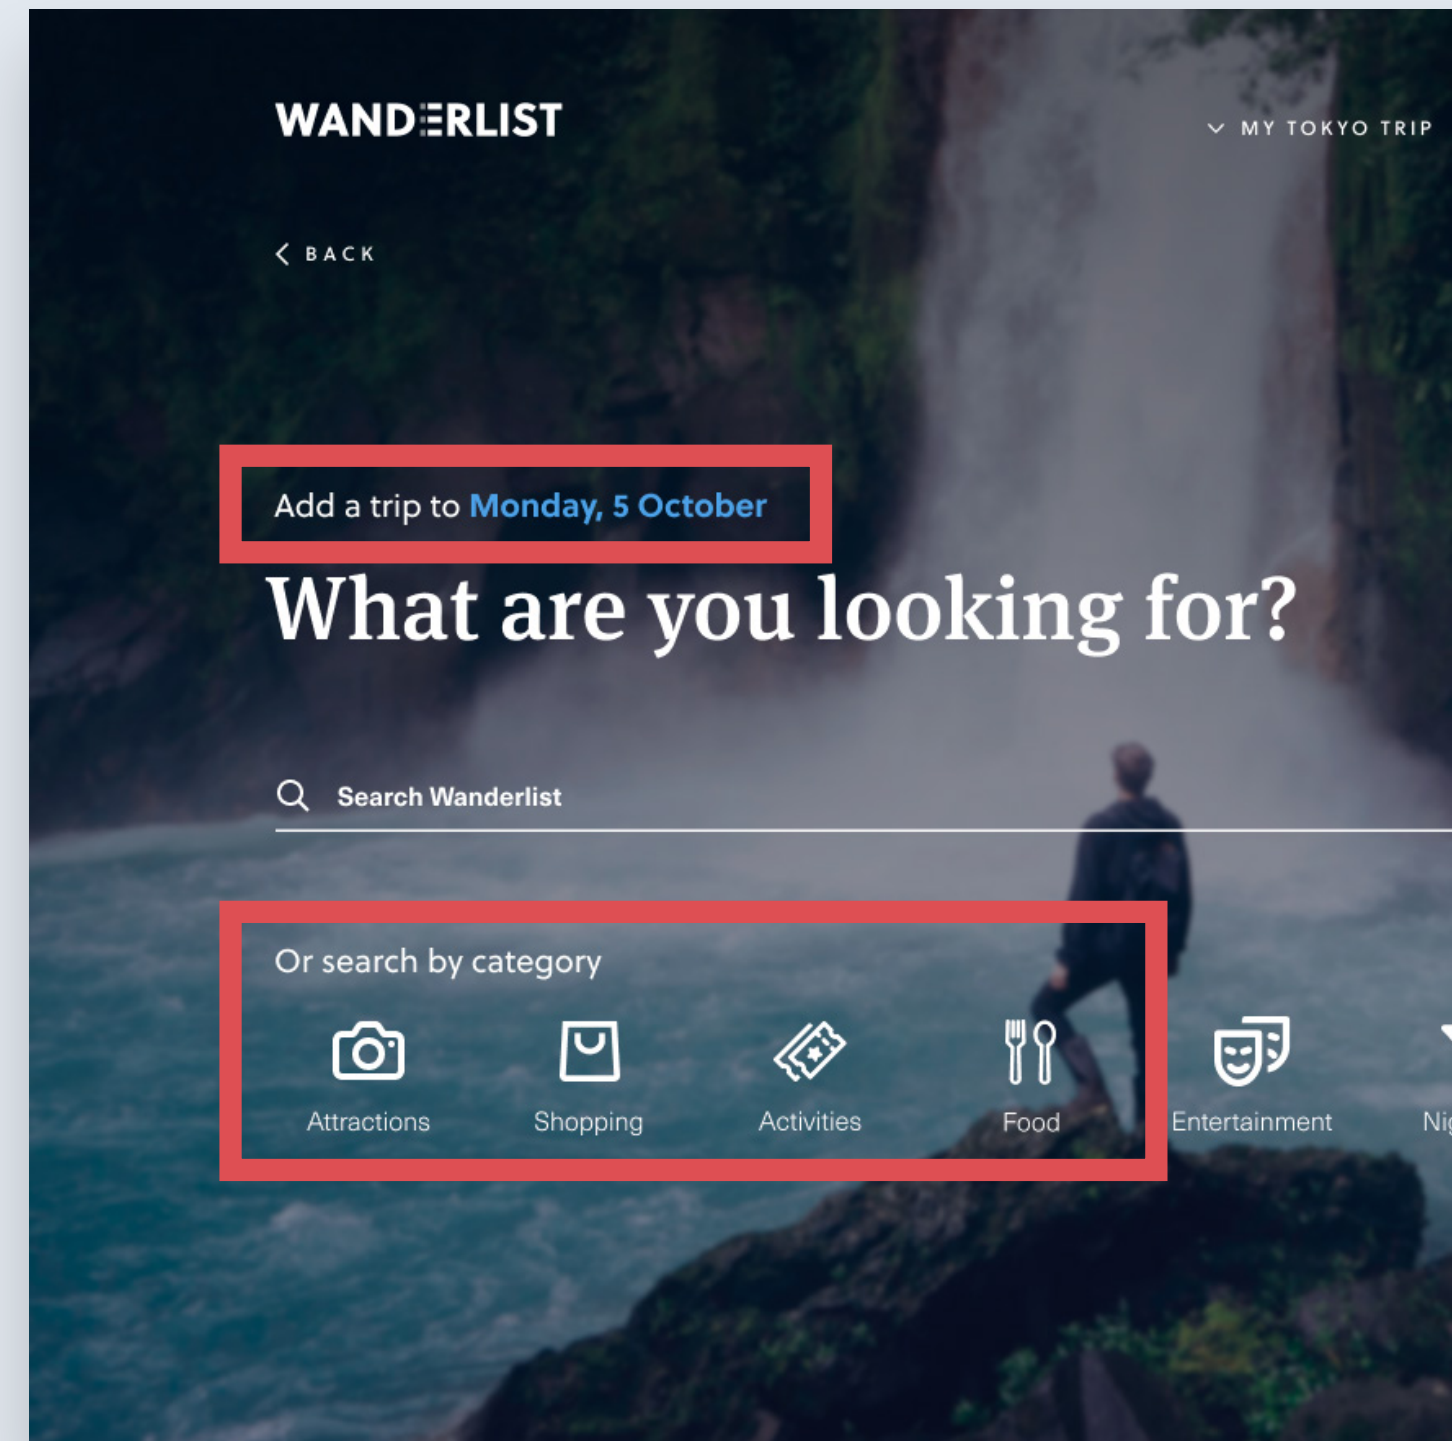 WANDERLIST
MY TOKYO TRIP
BACK
Add a trip to Monday, 5 October
What are you looking for?
Search Wanderlist
Or search by category
Attractions Shopping Activities Food Entertainment